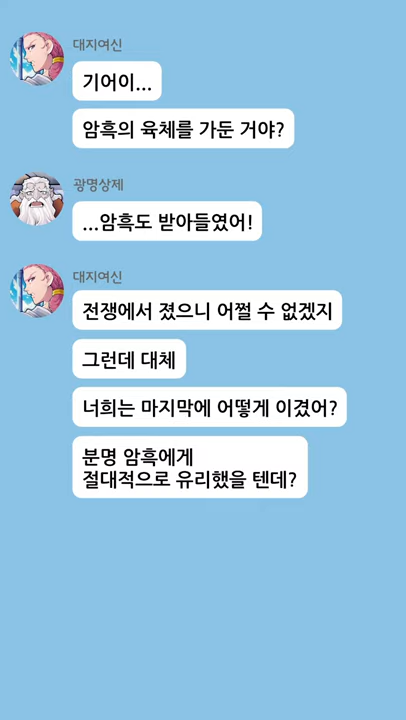 대지여신
기어이...
암흑의 육체를 가둔 거야?
광명상제
...암흑도 받아들였어!
대지여신
전쟁에서 졌으니 어쩔 수 없겠지
그런데 대체
너희는 마지막에 어떻게 이겼어?
분명 암흑에게
절대적으로 유리했을 텐데?